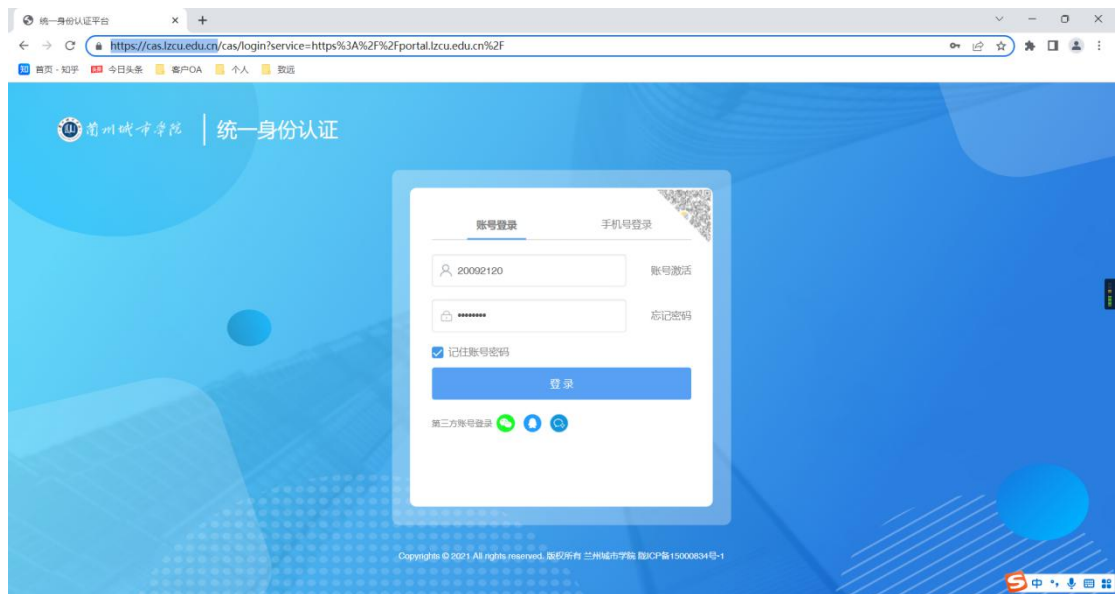 统一身份认证平台
https://cas.lzcu.edu.cn/cas/login?service=https%3A%2F%2Fportal.lzcu.edu.cn%2F
知 首页 - 知乎 今日头条 客户OA 个人 致远
兰州城市学院 统一身份认证
账号登录 手机号登录
20092120 账号激活
•••••••• 忘记密码
记住账号密码
登录
第三方账号登录
Copyrights © 2021 All rights reserved. 版权所有 兰州城市学院 陇ICP备15000834号-1
S 中